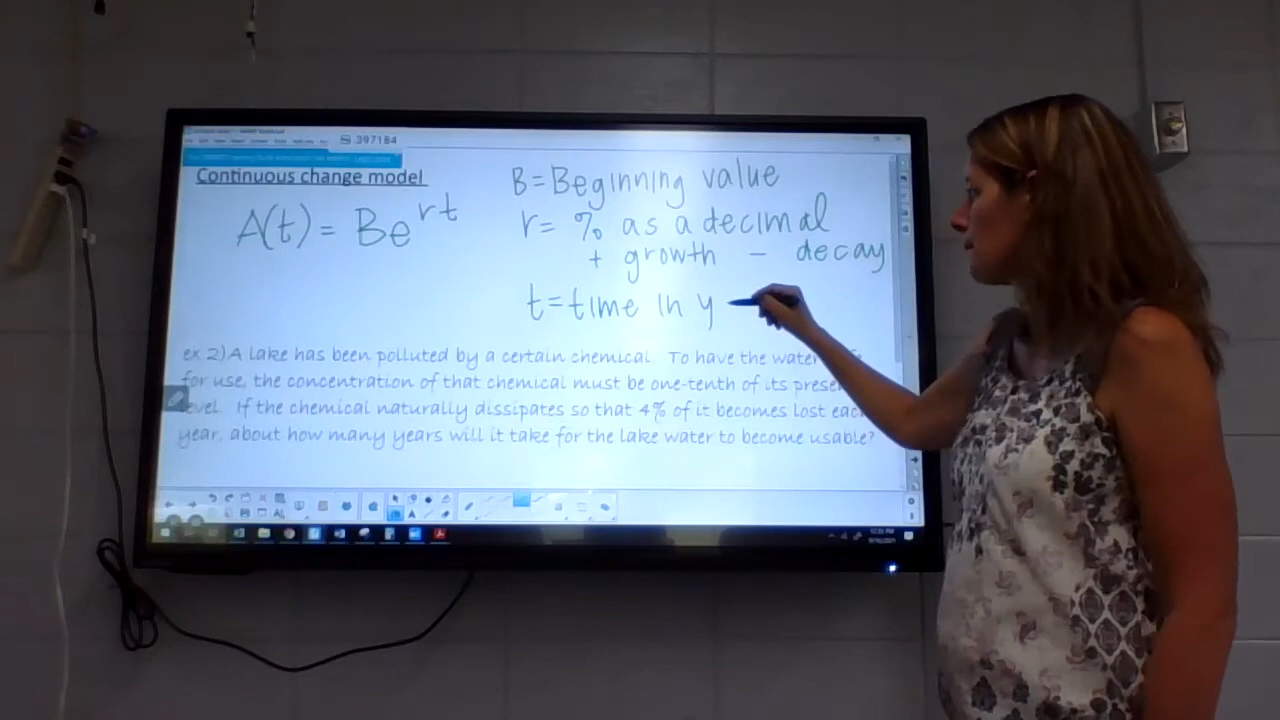 397184
Continuous change model
A(t) = Be^rt
B = Beginning value
r = % as a decimal
+ growth - decay
t = time in y
ex 2) A lake has been polluted by a certain chemical. To have the water
for use, the concentration of that chemical must be one-tenth of its present
level. If the chemical naturally dissipates so that 4% of it becomes lost each
year, about how many years will it take for the lake water to become usable?